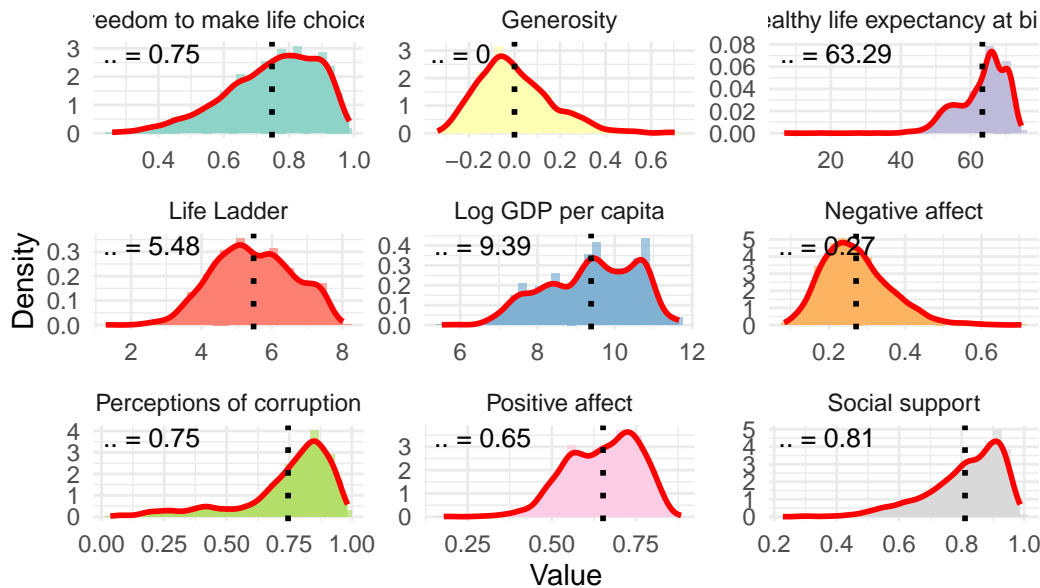 reedom to make life choice
Generosity
ealthy life expectancy at bi
.. = 0.75
.. = 0
.. = 63.29
3
2
1
0
3
2
1
0
0.08
0.06
0.04
0.02
0.00
0.4 0.6 0.8 1.0
−0.2 0.0 0.2 0.4 0.6
20 40 60
Life Ladder
Log GDP per capita
Negative affect
.. = 5.48
.. = 9.39
.. = 0.27
0.3
0.2
0.1
0.0
0.4
0.3
0.2
0.1
0.0
5
4
3
2
1
0
2 4 6 8
6 8 10 12
0.2 0.4 0.6
Density
Perceptions of corruption
Positive affect
Social support
.. = 0.75
.. = 0.65
.. = 0.81
4
3
2
1
0
3
2
1
0
5
4
3
2
1
0
0.00 0.25 0.50 0.75 1.00
0.25 0.50 0.75
0.2 0.4 0.6 0.8 1.0
Value